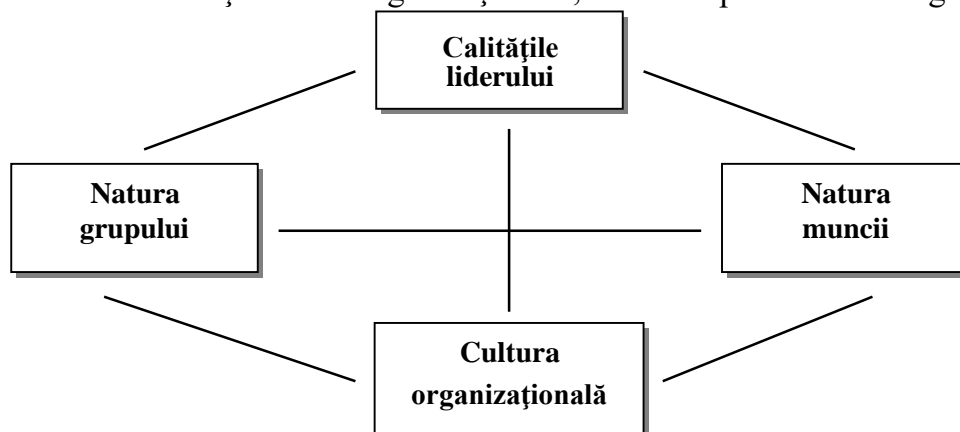 Calităţile
liderului
Natura
grupului
Natura
muncii
Cultura
organizaţională